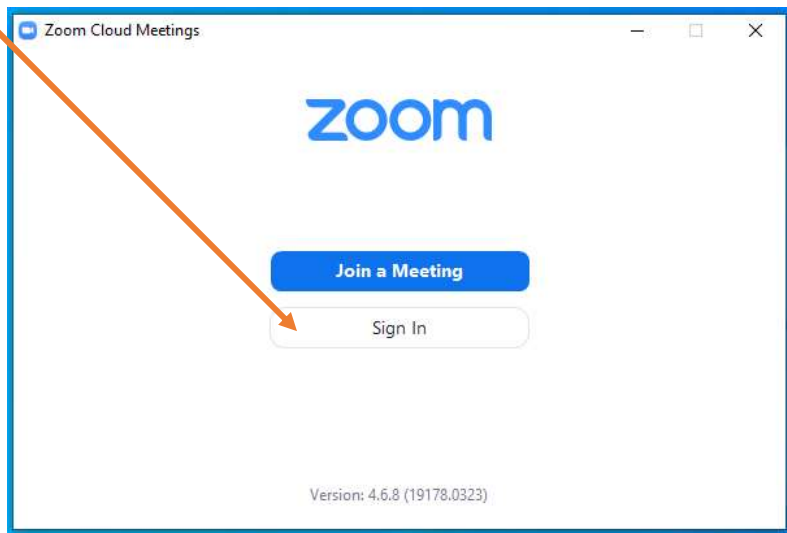 Zoom Cloud Meetings
zoom
Join a Meeting
Sign In
Version: 4.6.8 (19178.0323)